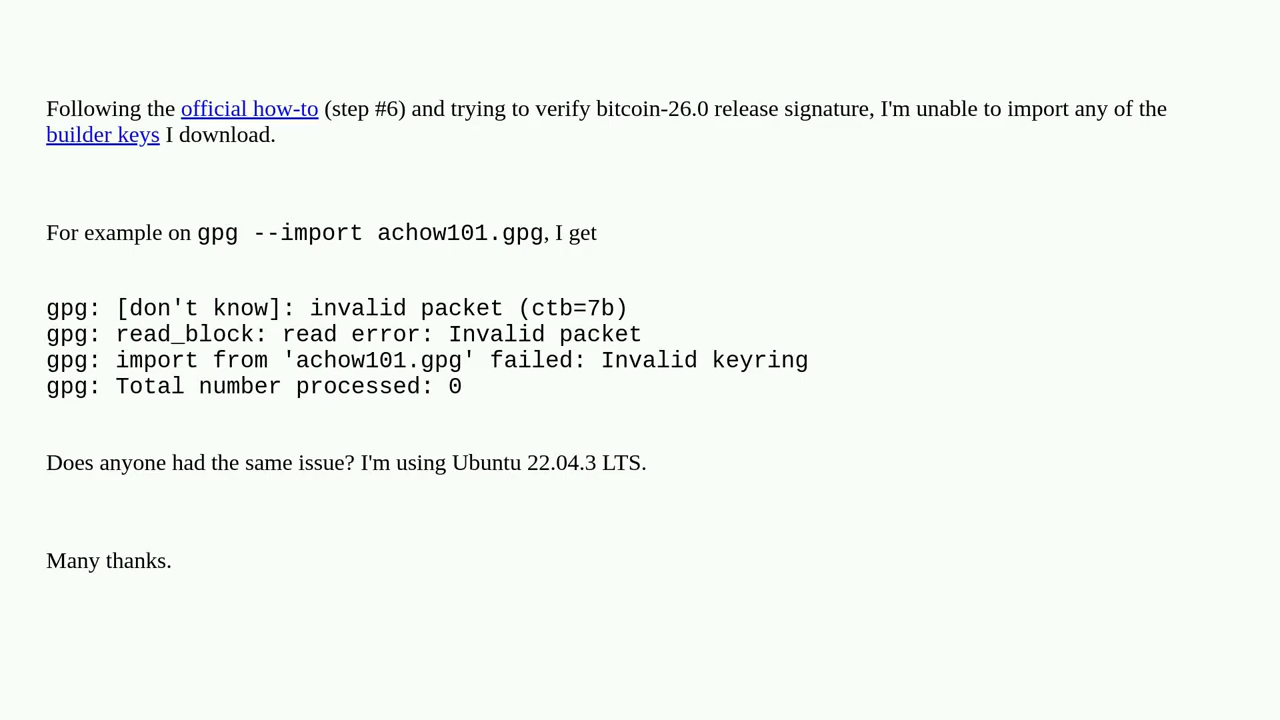 Following the official how-to (step #6) and trying to verify bitcoin-26.0 release signature, I'm unable to import any of the
builder keys I download.
For example on gpg --import achow101.gpg, I get
gpg: [don't know]: invalid packet (ctb=7b)
gpg: read_block: read error: Invalid packet
gpg: import from 'achow101.gpg' failed: Invalid keyring
gpg: Total number processed: 0
Does anyone had the same issue? I'm using Ubuntu 22.04.3 LTS.
Many thanks.